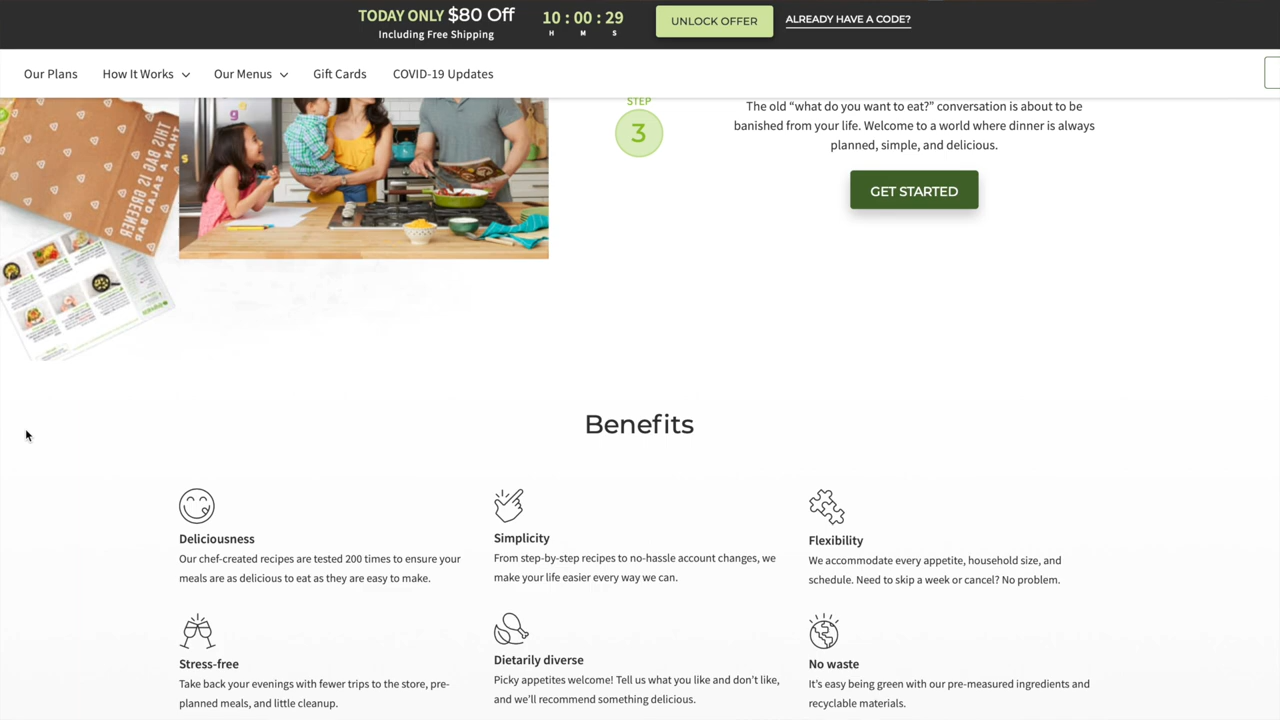 TODAY ONLY $80 Off
Including Free Shipping
10 : 00 : 29
H M S
UNLOCK OFFER
ALREADY HAVE A CODE?
Our Plans
How It Works
Our Menus
Gift Cards
COVID-19 Updates
THIS BAG IS GREENER
THAN A SALAD BAR
9
s
STEP
3
The old “what do you want to eat?” conversation is about to be
banished from your life. Welcome to a world where dinner is always
planned, simple, and delicious.
GET STARTED
Benefits
Deliciousness
Our chef-created recipes are tested 200 times to ensure your
meals are as delicious to eat as they are easy to make.
Simplicity
From step-by-step recipes to no-hassle account changes, we
make your life easier every way we can.
Flexibility
We accommodate every appetite, household size, and
schedule. Need to skip a week or cancel? No problem.
Stress-free
Take back your evenings with fewer trips to the store, pre-
planned meals, and little cleanup.
Dietarily diverse
Picky appetites welcome! Tell us what you like and don’t like,
and we’ll recommend something delicious.
No waste
It’s easy being green with our pre-measured ingredients and
recyclable materials.